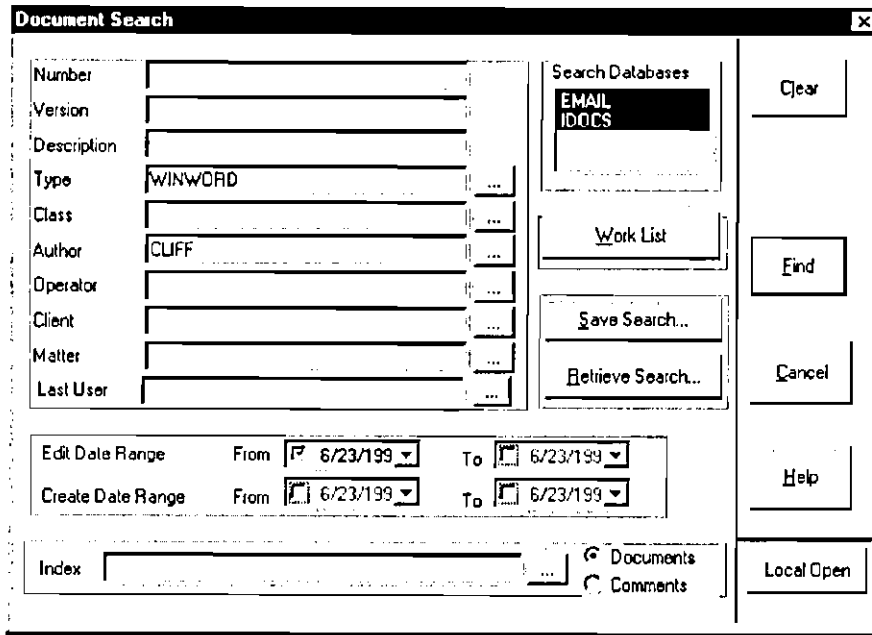 Document Search
Number
Version
Description
Type WINWORD ...
Class ...
Author CLIFF ...
Operator ...
Client ...
Matter ...
Last User ...
Search Databases
EMAIL
IDOCS
Work List
Save Search...
Retrieve Search...
Clear
Find
Cancel
Help
Local Open
Edit Date Range From 6/23/199 To 6/23/199
Create Date Range From 6/23/199 To 6/23/199
Index ... Documents
Comments